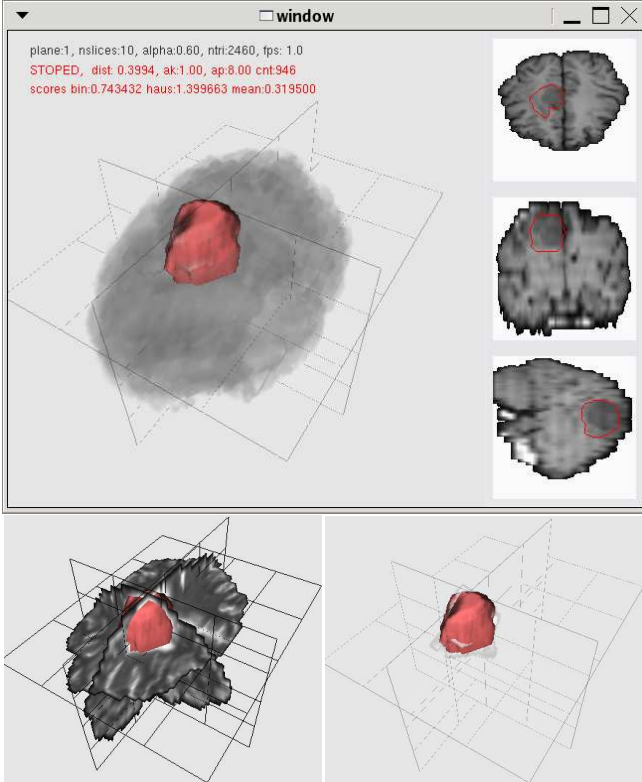 window
plane:1, nslices:10, alpha:0.60, ntri:2460, fps: 1.0
STOPED, dist: 0.3994, ak:1.00, ap:8.00 cnt:946
scores bin:0.743432 haus:1.399663 mean:0.319500